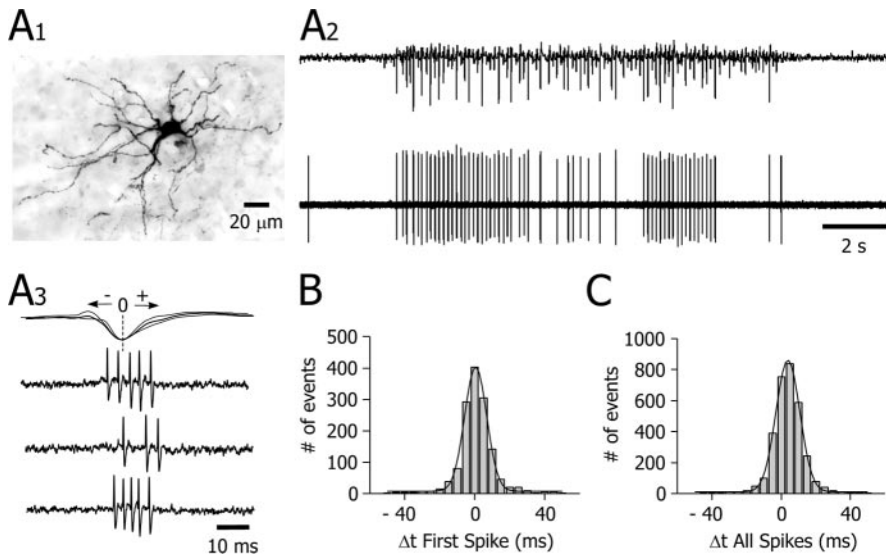 A1
A2
20 μm
2 s
A3
- 0 +
10 ms
B
500
400
300
200
100
0
# of events
- 40
0
40
Δt First Spike (ms)
C
1000
800
600
400
200
0
# of events
- 40
0
40
Δt All Spikes (ms)